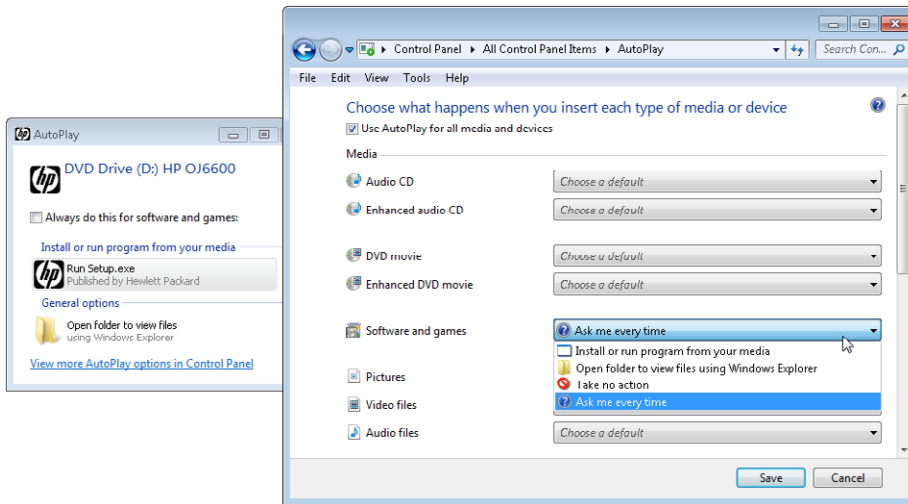 AutoPlay
DVD Drive (D:) HP OJ6600
hp
Always do this for software and games:
Install or run program from your media
hp
Run Setup.exe
Published by Hewlett Packard
General options
Open folder to view files
using Windows Explorer
View more AutoPlay options in Control Panel
Control Panel All Control Panel Items AutoPlay
Search Con...
File Edit View Tools Help
Choose what happens when you insert each type of media or device
Use AutoPlay for all media and devices
Media
Audio CD Choose a default
Enhanced audio CD Choose a default
DVD movie Choose a default
Enhanced DVD movie Choose a default
Software and games Ask me every time
Install or run program from your media
Open folder to view files using Windows Explorer
Take no action
Ask me every time
Pictures
Video files
Audio files Choose a default
Save Cancel